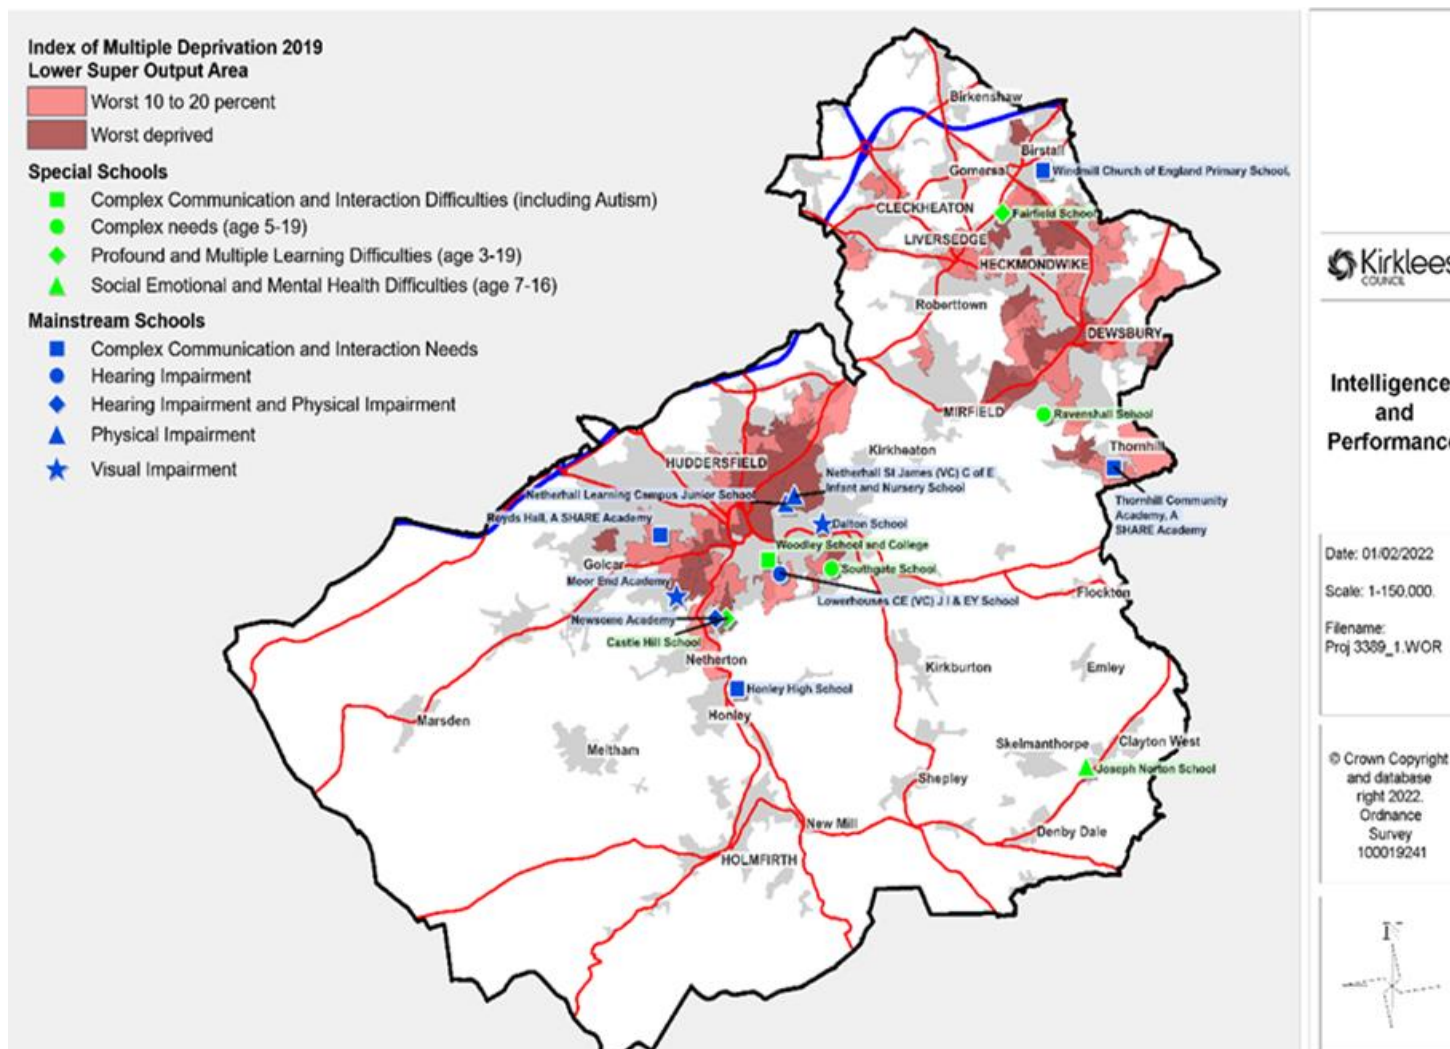 Index of Multiple Deprivation 2019
Lower Super Output Area
Worst 10 to 20 percent
Worst deprived
Special Schools
Complex Communication and Interaction Difficulties (including Autism)
Complex needs (age 5-19)
Profound and Multiple Learning Difficulties (age 3-19)
Social Emotional and Mental Health Difficulties (age 7-16)
Mainstream Schools
Complex Communication and Interaction Needs
Hearing Impairment
Hearing Impairment and Physical Impairment
Physical Impairment
Visual Impairment
Birkenshaw
Birstall
Gomersal
Windmill Church of England Primary School,
CLECKHEATON
Fairfield School
LIVERSEDGE
HECKMONDWIKE
Roberttown
DEWSBURY
MIRFIELD
Ravenshall School
Kirkheaton
Thornhill
HUDDERSFIELD
Netherhall St James (VC) C of E
Infant and Nursery School
Netherhall Learning Campus Junior School
Thornhill Community
Academy, A
SHARE Academy
Royds Hall, A SHARE Academy
Dalton School
Woodley School and College
Golcar
Southgate School
Moor End Academy
Lowerhouses CE (VC) J I & EY School
Flockton
Newsome Academy
Castle Hill School
Netherton
Kirkburton
Emley
Honley High School
Honley
Marsden
Meltham
Skelmanthorpe
Clayton West
Joseph Norton School
Shepley
New Mill
Denby Dale
HOLMFIRTH
Kirklees
COUNCIL
Intelligence
and
Performance
Date: 01/02/2022
Scale: 1-150,000.
Filename:
Proj 3389_1.WOR
© Crown Copyright
and database
right 2022.
Ordnance
Survey
100019241